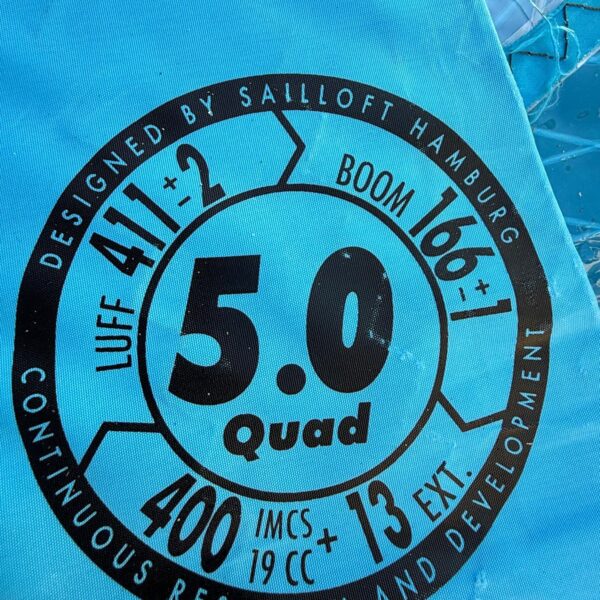 DESIGNED BY SAILLOFT HAMBURG
LUFF 411±2
BOOM 166±1
5.0
Quad
400 IMCS
19 CC + 13 EXT.
CONTINUOUS RESEARCH AND DEVELOPMENT